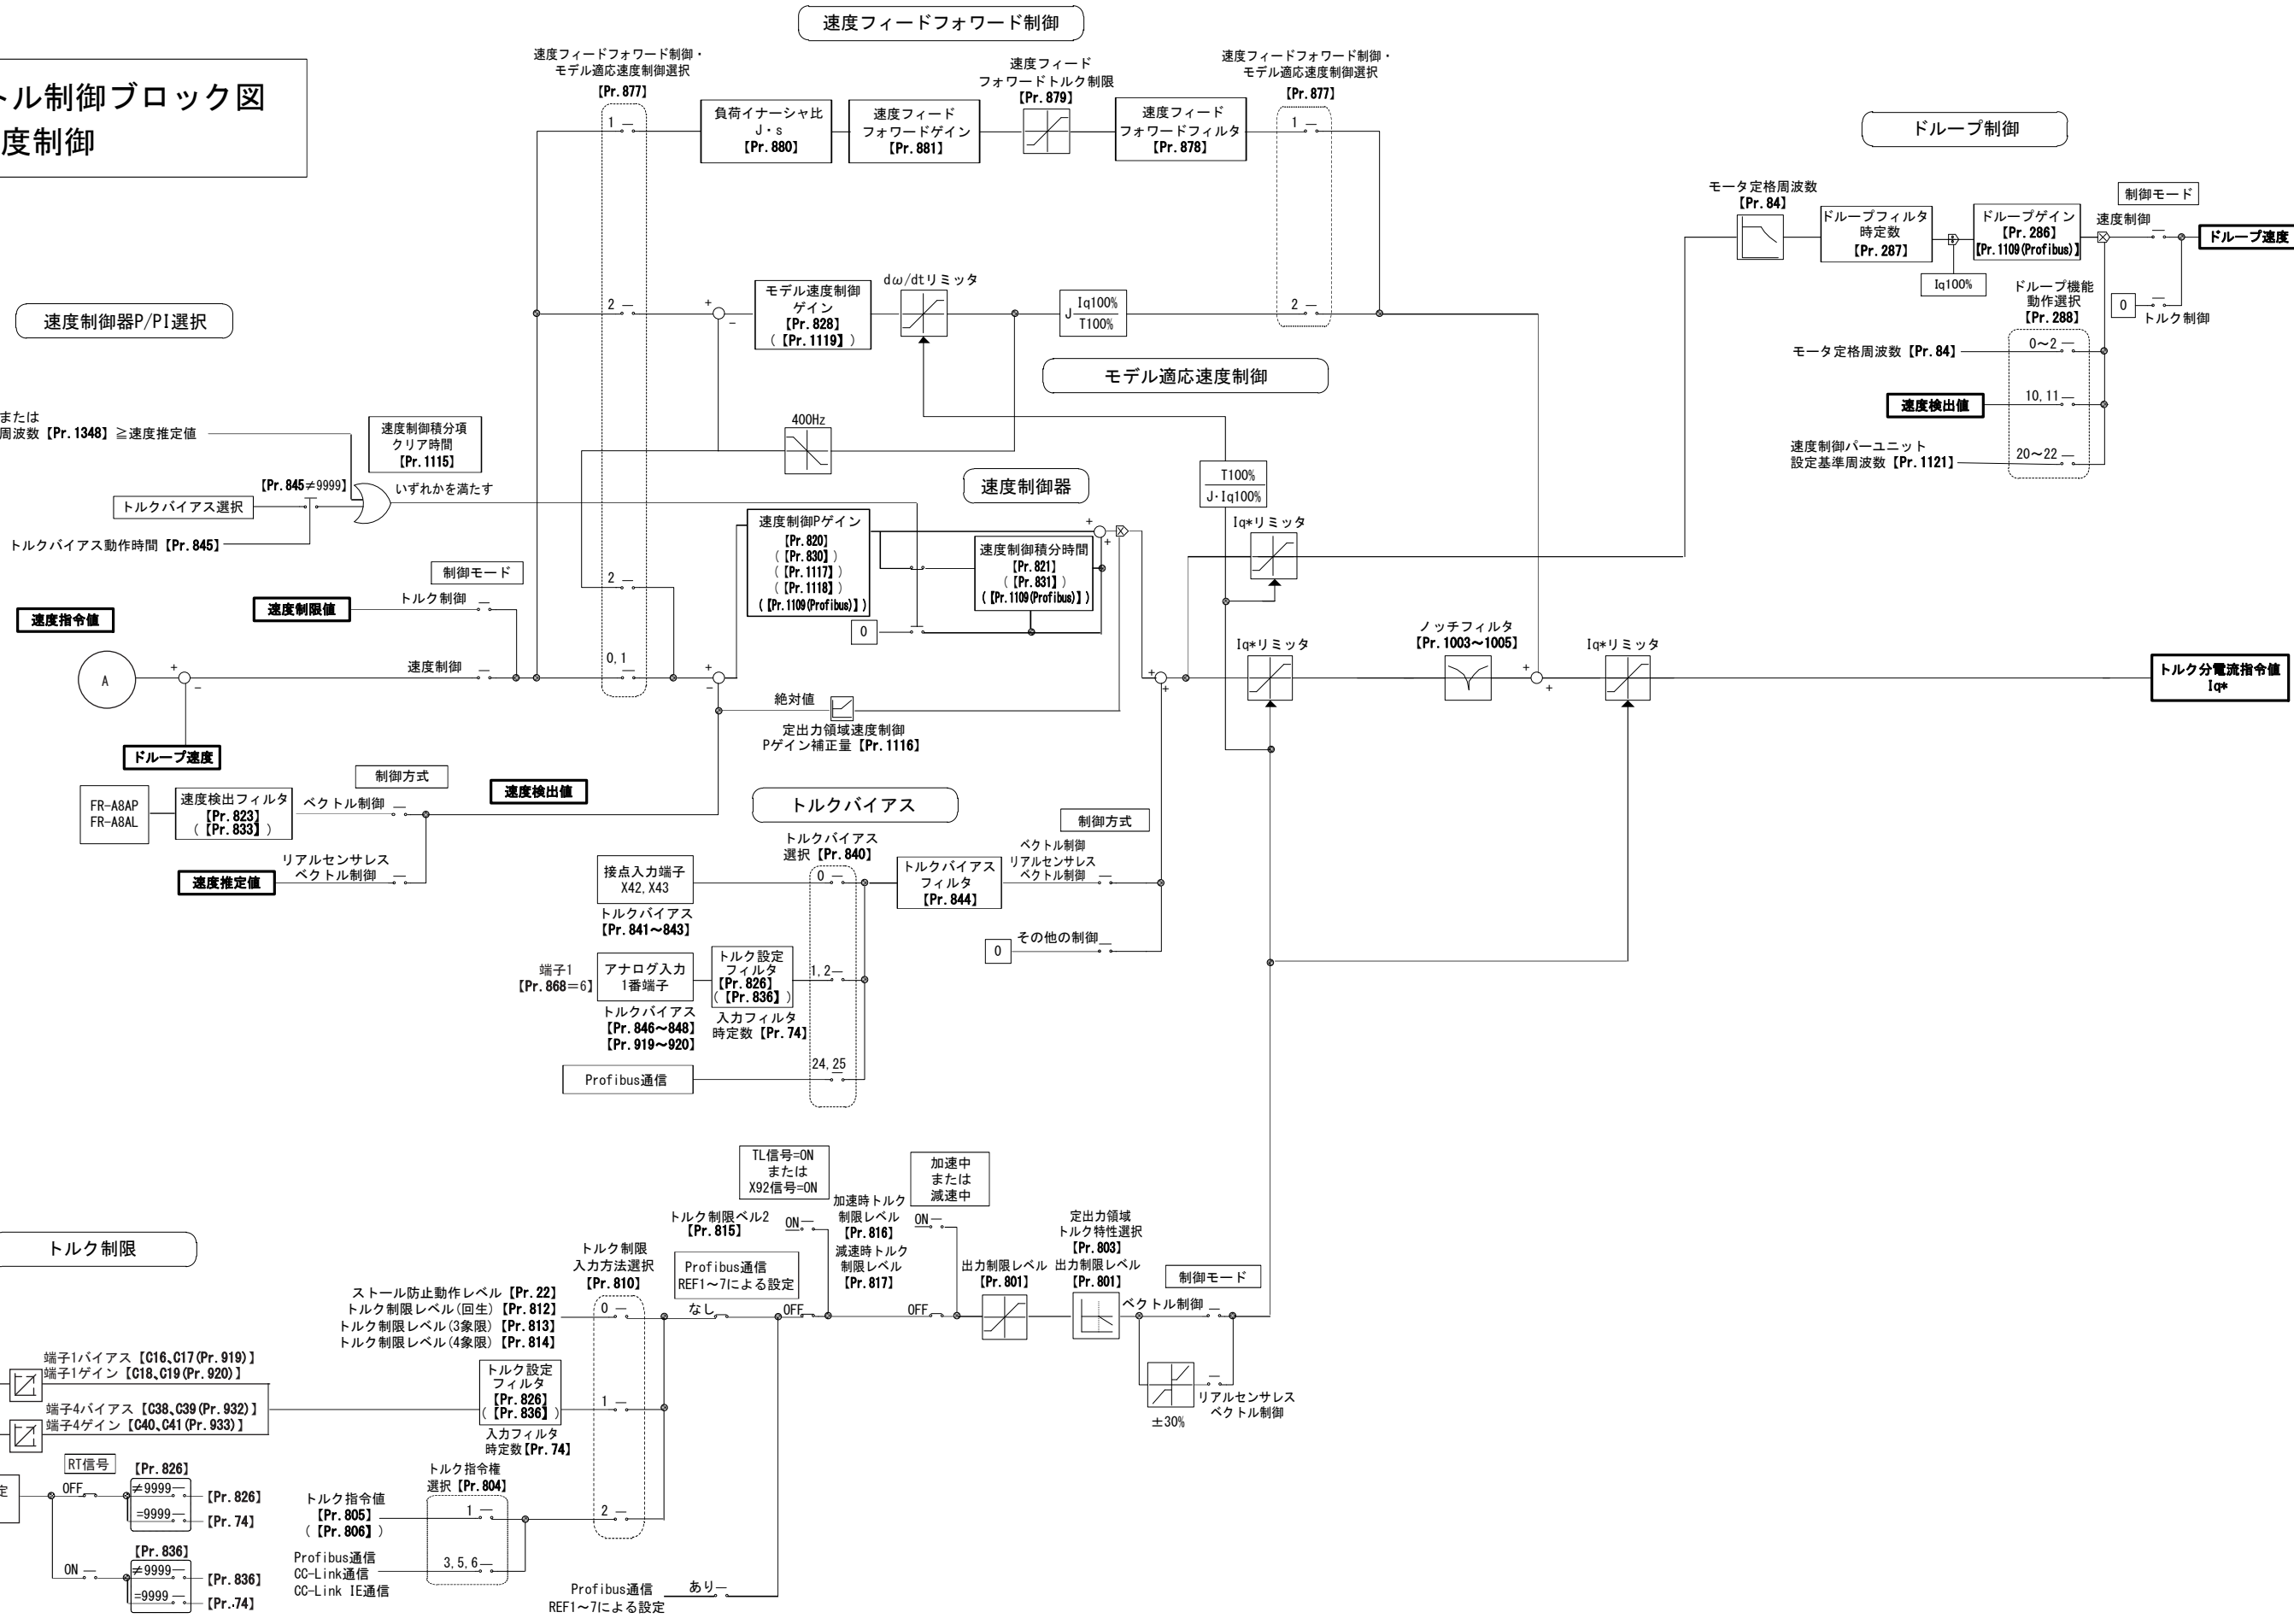 速度フィードフォワード制御
トル制御ブロック図
度制御
速度フィードフォワード制御・
モデル適応速度制御選択
【Pr.877】
1
負荷イナーシャ比
J・s
【Pr.880】
速度フィード
フォワードゲイン
【Pr.881】
速度フィード
フォワードトルク制限
【Pr.879】
速度フィード
フォワードフィルタ
【Pr.878】
速度フィードフォワード制御・
モデル適応速度制御選択
【Pr.877】
1
ドループ制御
モータ定格周波数
【Pr.84】
ドループフィルタ
時定数
【Pr.287】
Iq100%
ドループゲイン
【Pr.286】
【Pr.1109(Profibus)】
制御モード
速度制御
ドループ速度
0
トルク制御
ドループ機能
動作選択
【Pr.288】
モータ定格周波数【Pr.84】
0～2
速度検出値
10,11
速度制御パーユニット
設定基準周波数【Pr.1121】
20～22
速度制御器P/PI選択
2
+
-
モデル速度制御
ゲイン
【Pr.828】
(【Pr.1119】)
dω/dtリミッタ
J
Iq100%
T100%
2
モデル適応速度制御
400Hz
または
周波数【Pr.1348】≧速度推定値
速度制御積分項
クリア時間
【Pr.1115】
【Pr.845≠9999】
いずれかを満たす
トルクバイアス選択
トルクバイアス動作時間【Pr.845】
速度制御器
T100%
J・Iq100%
速度制御Pゲイン
【Pr.820】
(【Pr.830】)
(【Pr.1117】)
(【Pr.1118】)
(【Pr.1109(Profibus)】)
速度制御積分時間
【Pr.821】
(【Pr.831】)
(【Pr.1109(Profibus)】)
+
+
0
Iq*リミッタ
制御モード
速度制限値
トルク制御
2
速度指令値
A
+
-
速度制御
0,1
+
-
ドループ速度
絶対値
定出力領域速度制御
Pゲイン補正量【Pr.1116】
+
+
Iq*リミッタ
ノッチフィルタ
【Pr.1003～1005】
+
+
Iq*リミッタ
トルク分電流指令値
Iq*
制御方式
速度検出値
FR-A8AP
FR-A8AL
速度検出フィルタ
【Pr.823】
(【Pr.833】)
ベクトル制御
リアルセンサレス
ベクトル制御
速度推定値
トルクバイアス
トルクバイアス
選択【Pr.840】
接点入力端子
X42,X43
0
トルクバイアス
【Pr.841～843】
トルクバイアス
フィルタ
【Pr.844】
制御方式
ベクトル制御
リアルセンサレス
ベクトル制御
0
その他の制御
端子1
【Pr.868＝6】
アナログ入力
1番端子
トルクバイアス
【Pr.846～848】
【Pr.919～920】
トルク設定
フィルタ
【Pr.826】
(【Pr.836】)
入力フィルタ
時定数【Pr.74】
1,2
Profibus通信
24,25
トルク制限
TL信号=ON
または
X92信号=ON
加速中
または
減速中
トルク制限ベル2
【Pr.815】
ON
加速時トルク
制限レベル
【Pr.816】
減速時トルク
制限レベル
【Pr.817】
ON
定出力領域
トルク特性選択
【Pr.803】
出力制限レベル
【Pr.801】
出力制限レベル
【Pr.801】
制御モード
ベクトル制御
トルク制限
入力方法選択
【Pr.810】
Profibus通信
REF1～7による設定
ストール防止動作レベル【Pr.22】
トルク制限レベル(回生)【Pr.812】
トルク制限レベル(3象限)【Pr.813】
トルク制限レベル(4象限)【Pr.814】
0
なし
OFF
OFF
±30%
リアルセンサレス
ベクトル制御
端子1バイアス【C16、C17(Pr.919)】
端子1ゲイン【C18、C19(Pr.920)】
端子4バイアス【C38、C39(Pr.932)】
端子4ゲイン【C40、C41(Pr.933)】
トルク設定
フィルタ
【Pr.826】
(【Pr.836】)
入力フィルタ
時定数【Pr.74】
1
定
RT信号
OFF
【Pr.826】
≠9999
【Pr.826】
=9999
【Pr.74】
ON
【Pr.836】
≠9999
【Pr.836】
=9999
【Pr.74】
トルク指令権
選択【Pr.804】
トルク指令値
【Pr.805】
(【Pr.806】)
1
2
Profibus通信
CC-Link通信
CC-Link IE通信
3,5,6
Profibus通信
REF1～7による設定
あり